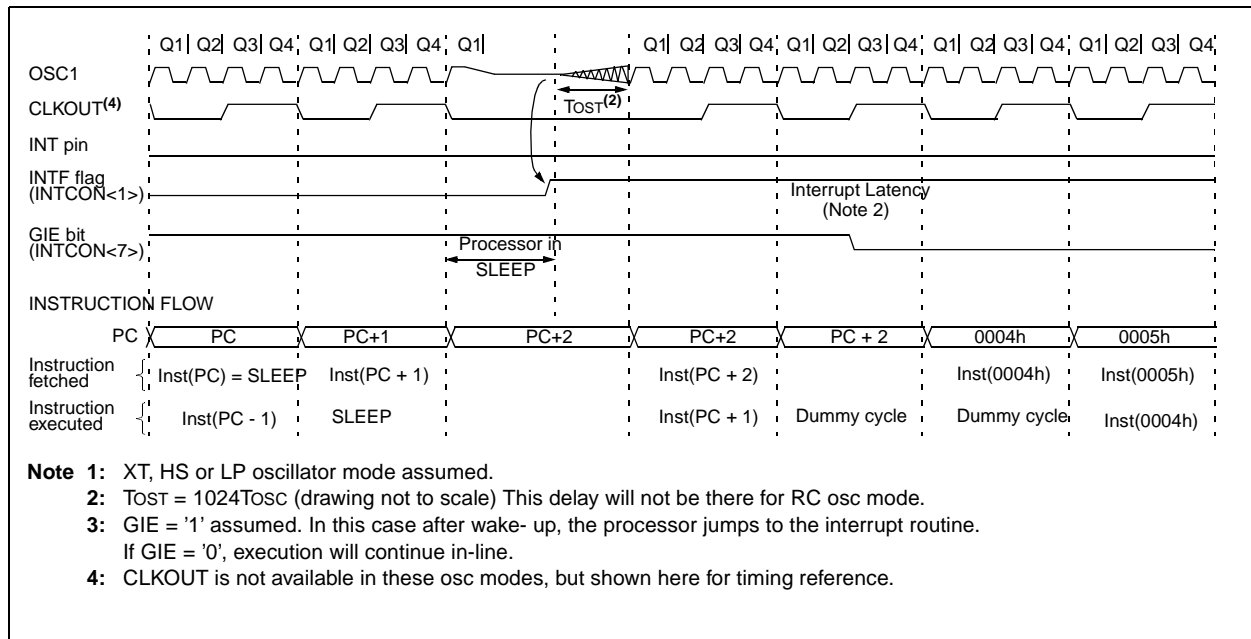 Q1 Q2 Q3 Q4 Q1 Q2 Q3 Q4 Q1 Q1 Q2 Q3 Q4 Q1 Q2 Q3 Q4 Q1 Q2 Q3 Q4 Q1 Q2 Q3 Q4
OSC1
CLKOUT(4)
TOST(2)
INT pin
INTF flag
(INTCON<1>)
Interrupt Latency
(Note 2)
GIE bit
(INTCON<7>)
Processor in
SLEEP
INSTRUCTION FLOW
PC PC PC+1 PC+2 PC+2 PC + 2 0004h 0005h
Instruction
fetched
Inst(PC) = SLEEP Inst(PC + 1) Inst(PC + 2) Inst(0004h) Inst(0005h)
Instruction
executed
Inst(PC - 1) SLEEP Inst(PC + 1) Dummy cycle Dummy cycle Inst(0004h)
Note 1: XT, HS or LP oscillator mode assumed.
2: TOST = 1024TOSC (drawing not to scale) This delay will not be there for RC osc mode.
3: GIE = '1' assumed. In this case after wake- up, the processor jumps to the interrupt routine.
If GIE = '0', execution will continue in-line.
4: CLKOUT is not available in these osc modes, but shown here for timing reference.